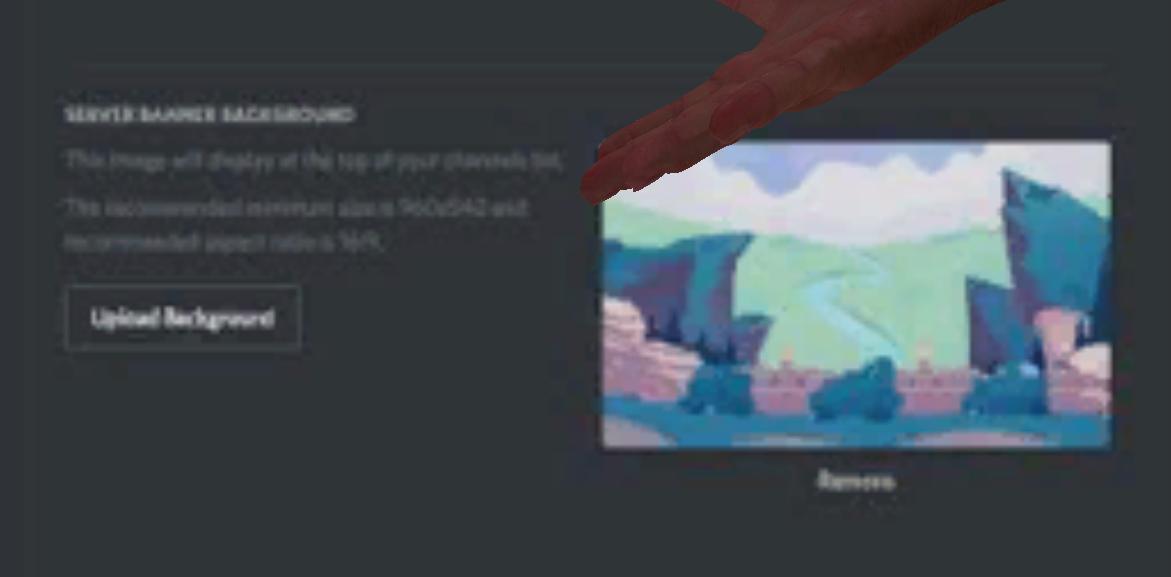 SERVER BANNER BACKGROUND
This image will display at the top of your channels list.
The recommended minimum size is 960x540 and
recommended aspect ratio is 16:9.
Upload Background
Remove